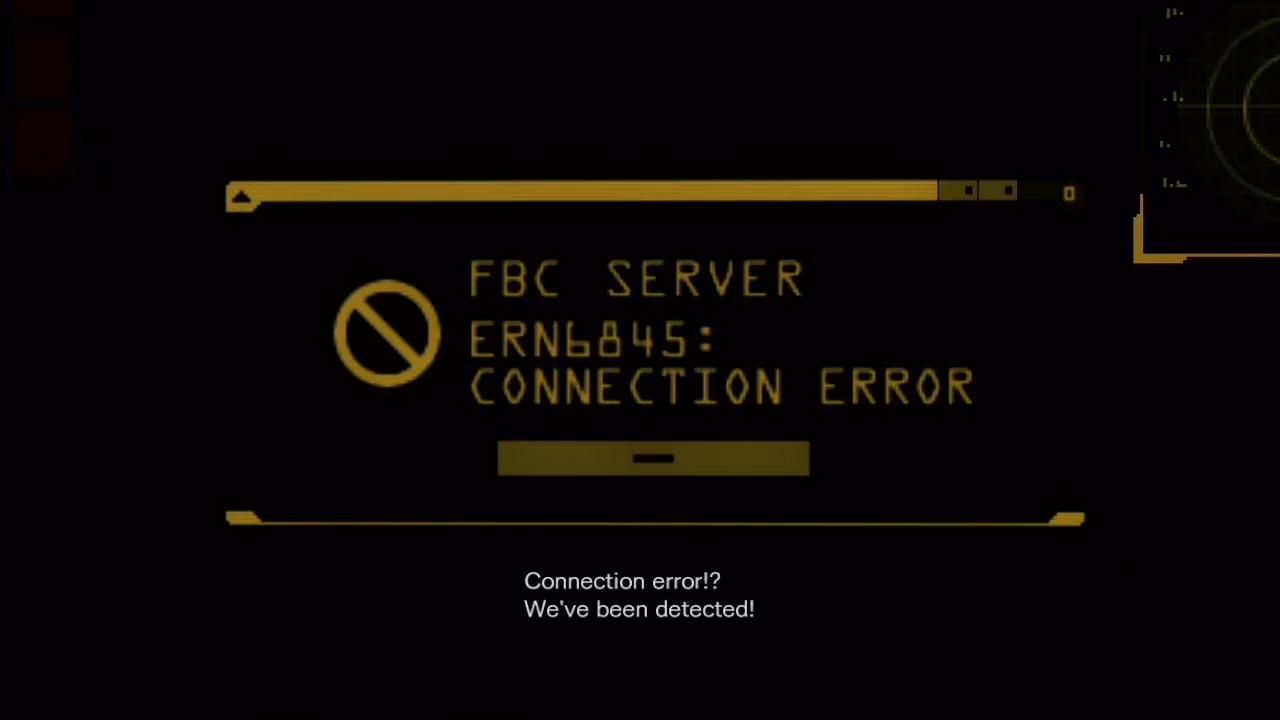 FBC SERVER
ERN6845:
CONNECTION ERROR
Connection error!?
We've been detected!